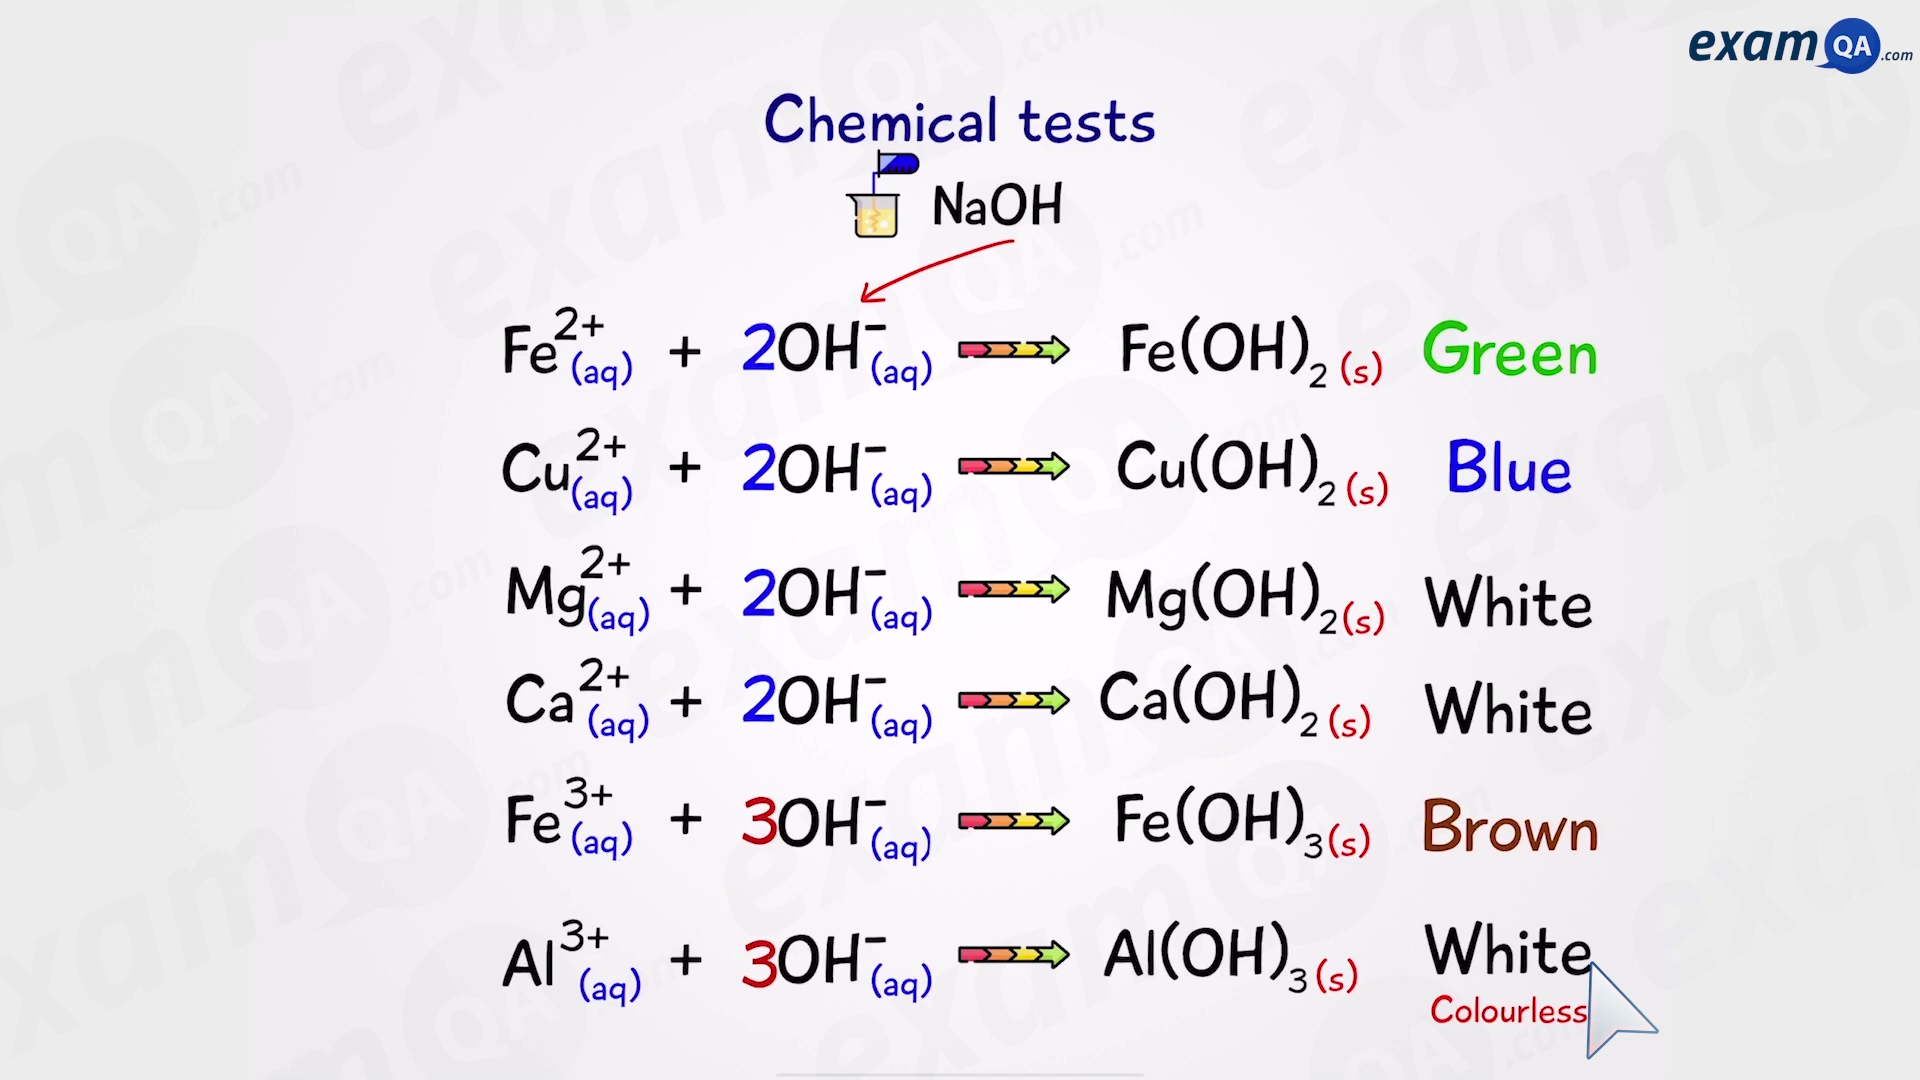 examQA.com
Chemical tests
NaOH
Fe²⁺(aq) + 2OH⁻(aq) Fe(OH)₂ (s) Green
Cu²⁺(aq) + 2OH⁻(aq) Cu(OH)₂ (s) Blue
Mg²⁺(aq) + 2OH⁻(aq) Mg(OH)₂(s) White
Ca²⁺(aq) + 2OH⁻(aq) Ca(OH)₂ (s) White
Fe³⁺(aq) + 3OH⁻(aq) Fe(OH)₃(s) Brown
Al³⁺(aq) + 3OH⁻(aq) Al(OH)₃ (s) White
Colourless